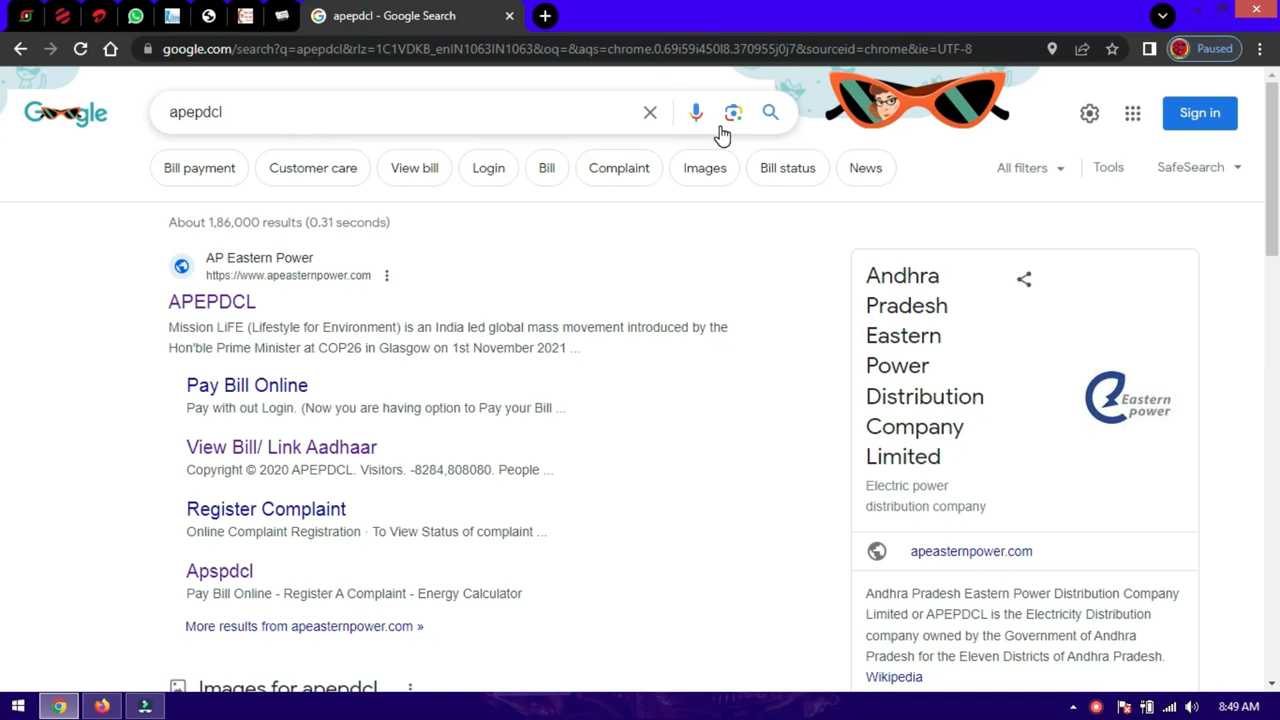 apepdcl - Google Search
google.com/search?q=apepdcl&rlz=1C1VDKB_enIN1063IN1063&oq=&aqs=chrome.0.69i59i450l8.370955j0j7&sourceid=chrome&ie=UTF-8
Paused
Google
apepdcl
Sign in
Bill payment
Customer care
View bill
Login
Bill
Complaint
Images
Bill status
News
All filters
Tools
SafeSearch
About 1,86,000 results (0.31 seconds)
AP Eastern Power
https://www.apeasternpower.com
APEPDCL
Mission LiFE (Lifestyle for Environment) is an India led global mass movement introduced by the
Hon'ble Prime Minister at COP26 in Glasgow on 1st November 2021 ...
Pay Bill Online
Pay with out Login. (Now you are having option to Pay your Bill ...
View Bill/ Link Aadhaar
Copyright © 2020 APEPDCL. Visitors. -8284,808080. People ...
Register Complaint
Online Complaint Registration · To View Status of complaint ...
Apspdcl
Pay Bill Online - Register A Complaint - Energy Calculator
More results from apeasternpower.com »
Images for apepdcl
Andhra
Pradesh
Eastern
Power
Distribution
Company
Limited
Eastern
power
Electric power
distribution company
apeasternpower.com
Andhra Pradesh Eastern Power Distribution Company
Limited or APEPDCL is the Electricity Distribution
company owned by the Government of Andhra
Pradesh for the Eleven Districts of Andhra Pradesh.
Wikipedia
8:49 AM